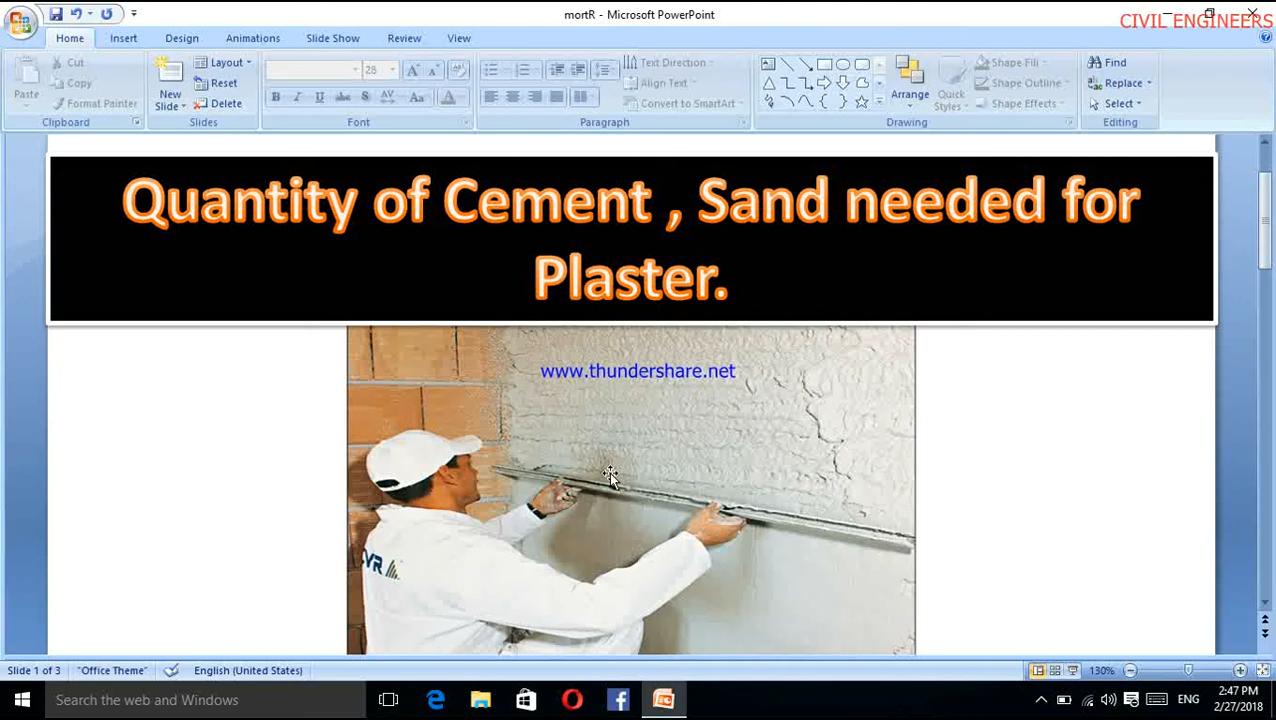 mortR - Microsoft PowerPoint
CIVIL ENGINEERS
Home Insert Design Animations Slide Show Review View
Paste
Cut
Copy
Format Painter
Clipboard
New Slide
Layout
Reset
Delete
Slides
28
B I U abc S AV Aa A
Font
Text Direction
Align Text
Convert to SmartArt
Paragraph
Arrange
Quick Styles
Shape Fill
Shape Outline
Shape Effects
Drawing
Find
Replace
Select
Editing
Quantity of Cement , Sand needed for
Plaster.
www.thundershare.net
Slide 1 of 3 "Office Theme" English (United States) 130%
Search the web and Windows
ENG
2:47 PM
2/27/2018